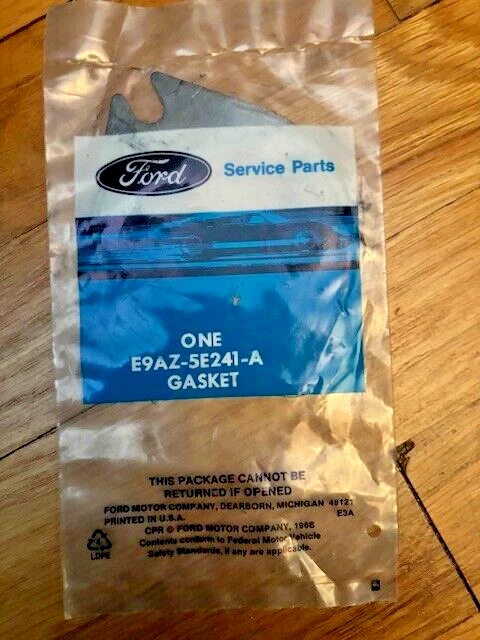 Ford
Service Parts
ONE
E9AZ-5E241-A
GASKET
THIS PACKAGE CANNOT BE
RETURNED IF OPENED
FORD MOTOR COMPANY, DEARBORN, MICHIGAN 48121
PRINTED IN U.S.A. E3A
CPR © FORD MOTOR COMPANY, 1988
Contents conform to Federal Motor Vehicle
Safety Standards, if any are applicable.
4
LDPE